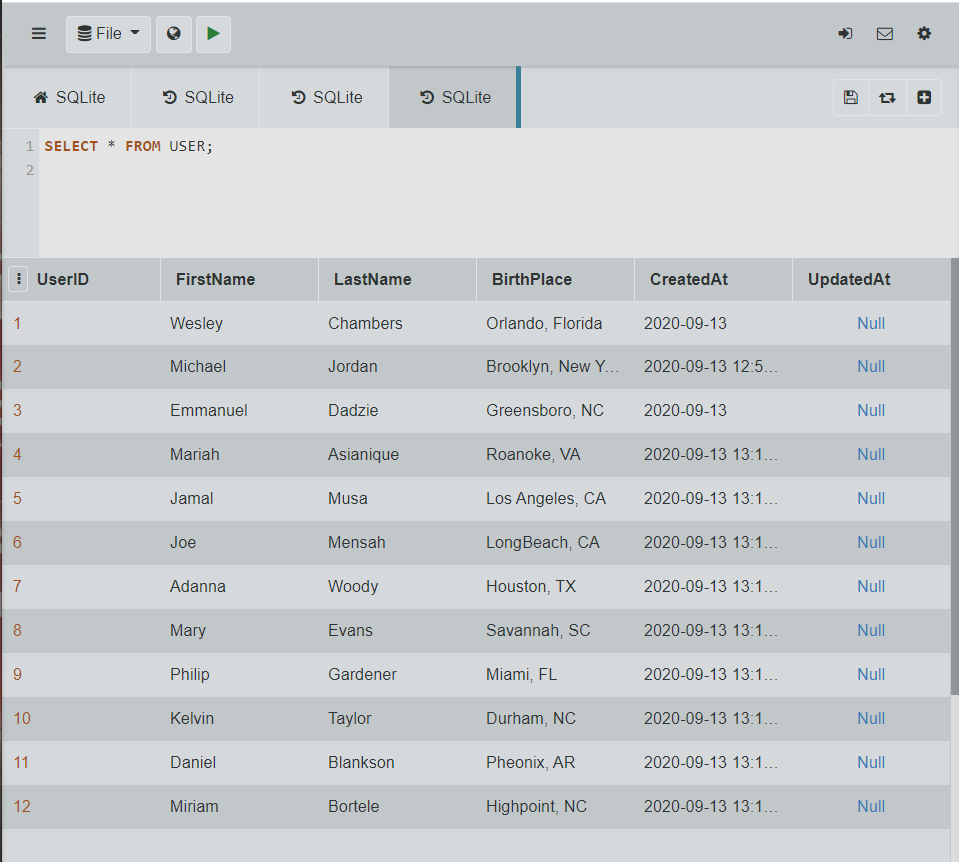 File
SQLite SQLite SQLite SQLite
1 SELECT * FROM USER;
2
UserID FirstName LastName BirthPlace CreatedAt UpdatedAt
1 Wesley Chambers Orlando, Florida 2020-09-13 Null
2 Michael Jordan Brooklyn, New Y... 2020-09-13 12:5... Null
3 Emmanuel Dadzie Greensboro, NC 2020-09-13 Null
4 Mariah Asianique Roanoke, VA 2020-09-13 13:1... Null
5 Jamal Musa Los Angeles, CA 2020-09-13 13:1... Null
6 Joe Mensah LongBeach, CA 2020-09-13 13:1... Null
7 Adanna Woody Houston, TX 2020-09-13 13:1... Null
8 Mary Evans Savannah, SC 2020-09-13 13:1... Null
9 Philip Gardener Miami, FL 2020-09-13 13:1... Null
10 Kelvin Taylor Durham, NC 2020-09-13 13:1... Null
11 Daniel Blankson Pheonix, AR 2020-09-13 13:1... Null
12 Miriam Bortele Highpoint, NC 2020-09-13 13:1... Null